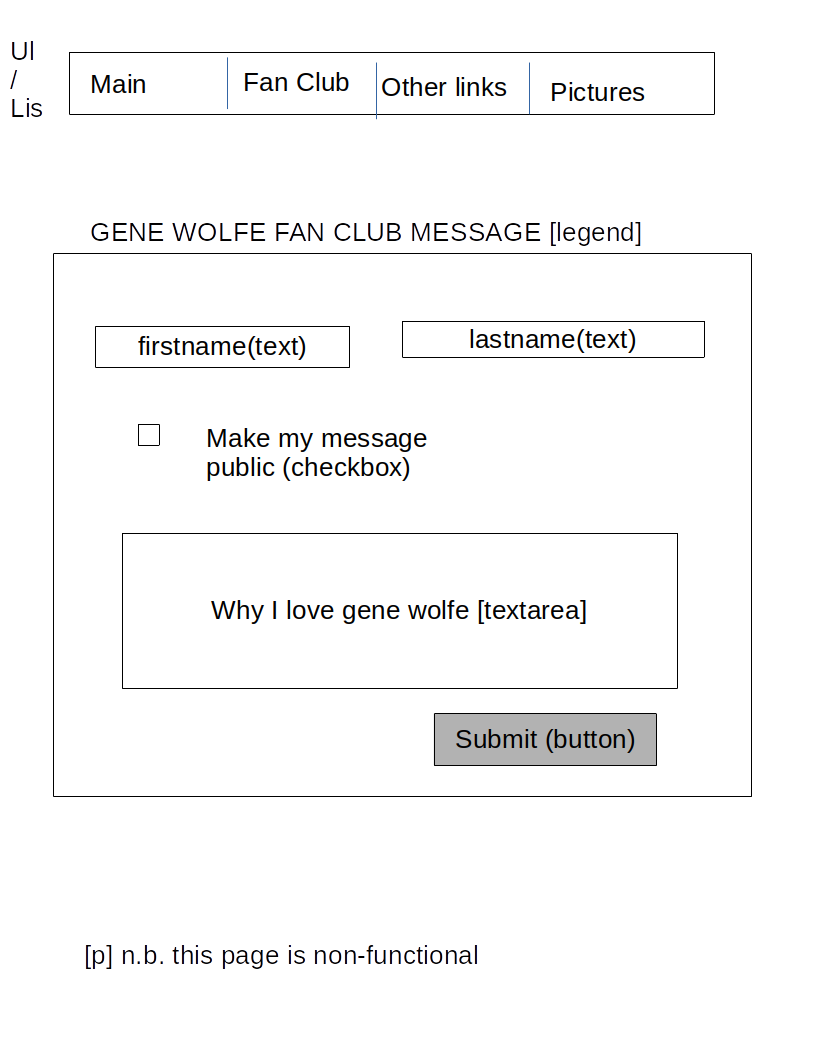 Ul
/
Lis
Main
Fan Club
Other links
Pictures
GENE WOLFE FAN CLUB MESSAGE [legend]
firstname(text)
lastname(text)
Make my message
public (checkbox)
Why I love gene wolfe [textarea]
Submit (button)
[p] n.b. this page is non-functional